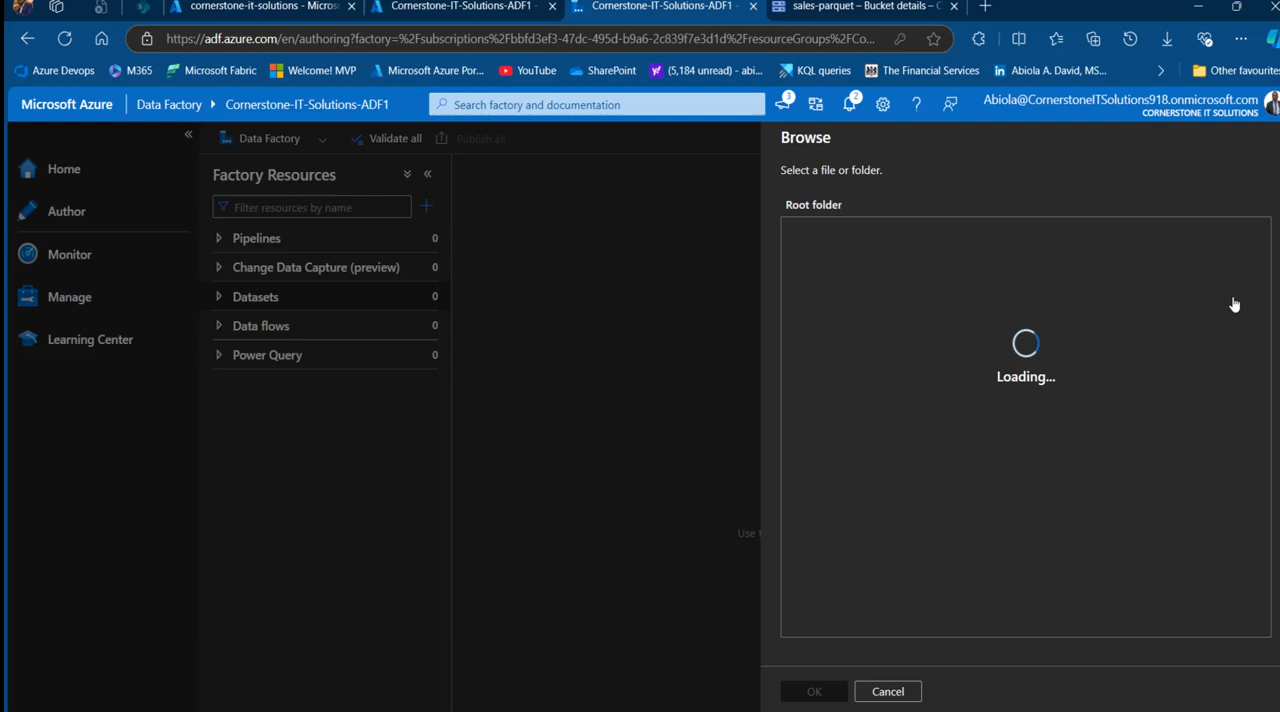 cornerstone-it-solutions - Micros
Cornerstone-IT-Solutions-ADF1 -
Cornerstone-IT-Solutions-ADF1 -
sales-parquet – Bucket details – C
https://adf.azure.com/en/authoring?factory=%2Fsubscriptions%2Fbbfd3ef3-47dc-495d-b9a6-2c839f7e3d1d%2FresourceGroups%2FCo...
Azure Devops
M365
Microsoft Fabric
Welcome! MVP
Microsoft Azure Por...
YouTube
SharePoint
(5,184 unread) - abi...
KQL queries
The Financial Services
Abiola A. David, MS...
Other favourites
Microsoft Azure
Data Factory
Cornerstone-IT-Solutions-ADF1
Search factory and documentation
3
2
Abiola@CornerstoneITSolutions918.onmicrosoft.com
CORNERSTONE IT SOLUTIONS
Home
Author
Monitor
Manage
Learning Center
Data Factory
Validate all
Publish all
Factory Resources
Filter resources by name
Pipelines 0
Change Data Capture (preview) 0
Datasets 0
Data flows 0
Power Query 0
Use
Browse
Select a file or folder.
Root folder
Loading...
OK
Cancel